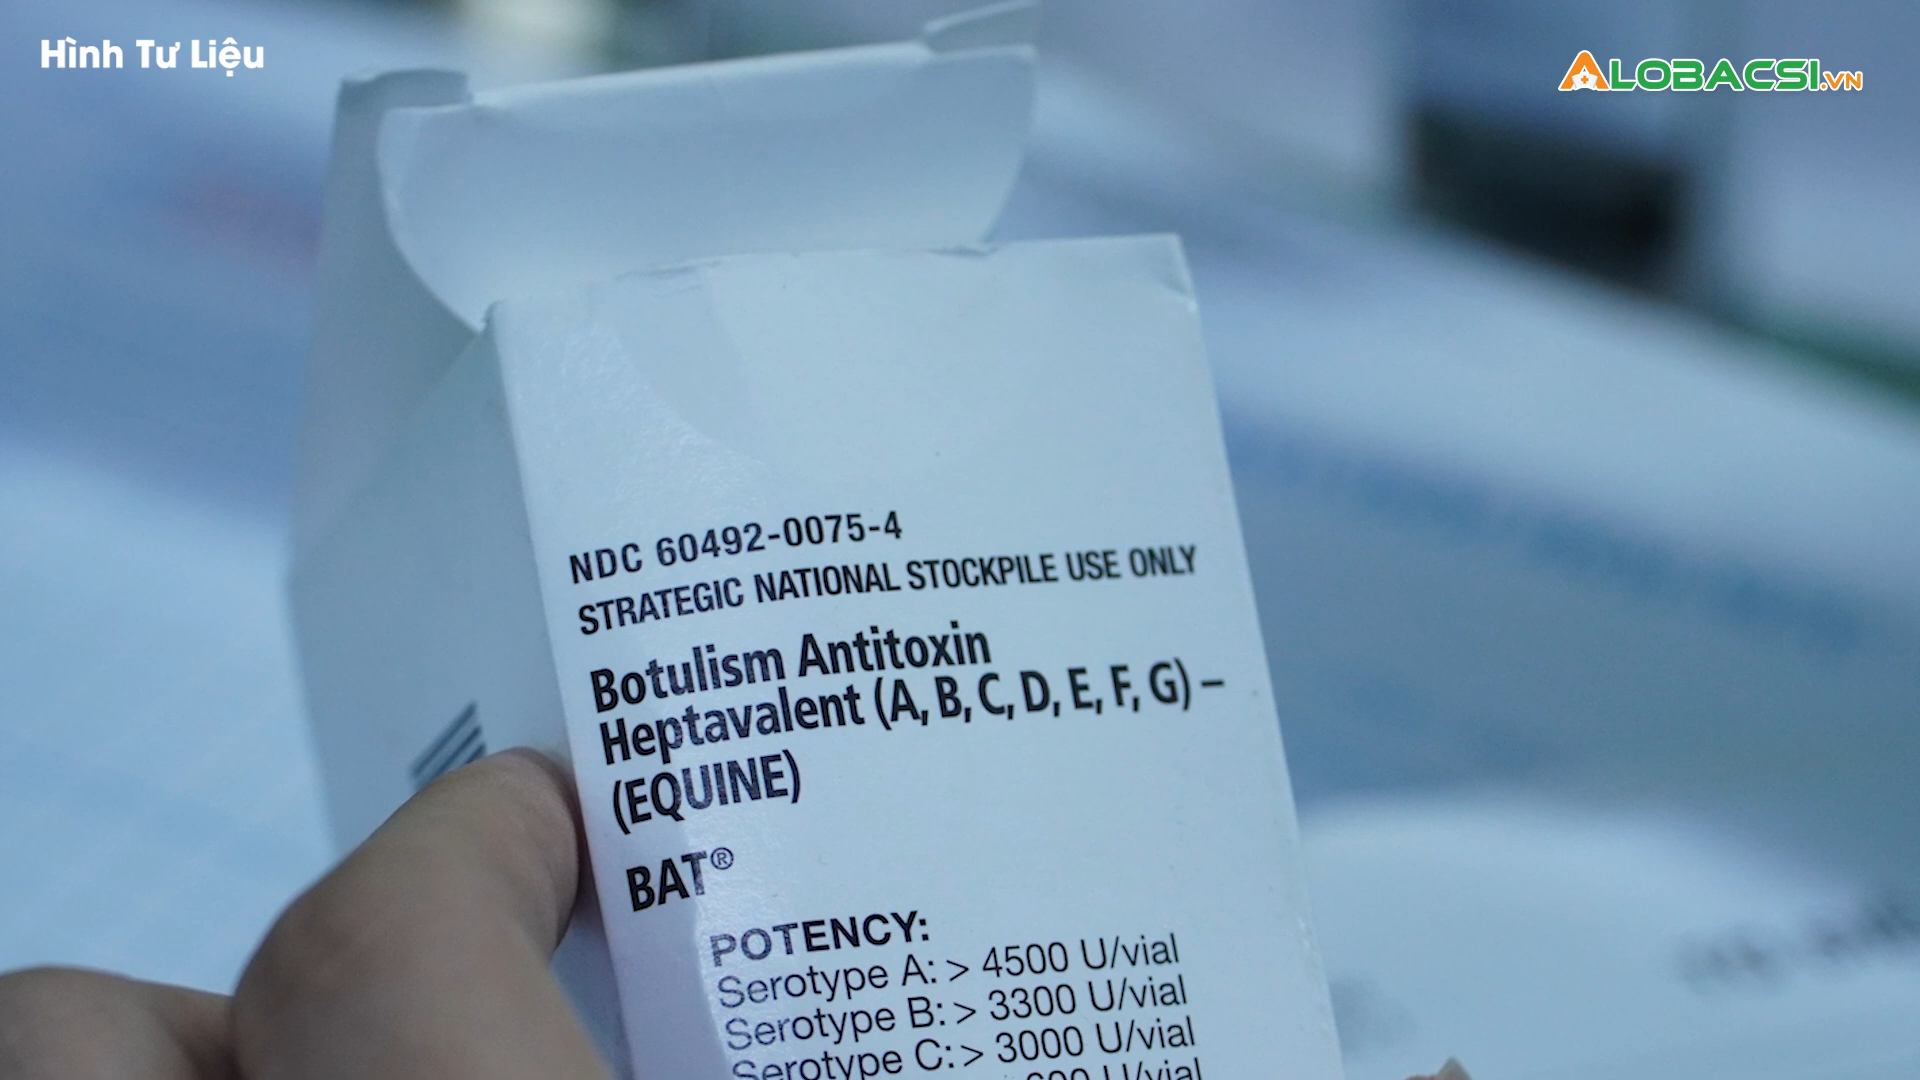 Hình Tư Liệu
ALOBACSI.VN
NDC 60492-0075-4
STRATEGIC NATIONAL STOCKPILE USE ONLY
Botulism Antitoxin
Heptavalent (A, B, C, D, E, F, G) –
(EQUINE)
BAT®
POTENCY:
Serotype A: > 4500 U/vial
Serotype B: > 3300 U/vial
Serotype C: > 3000 U/vial
U/vial